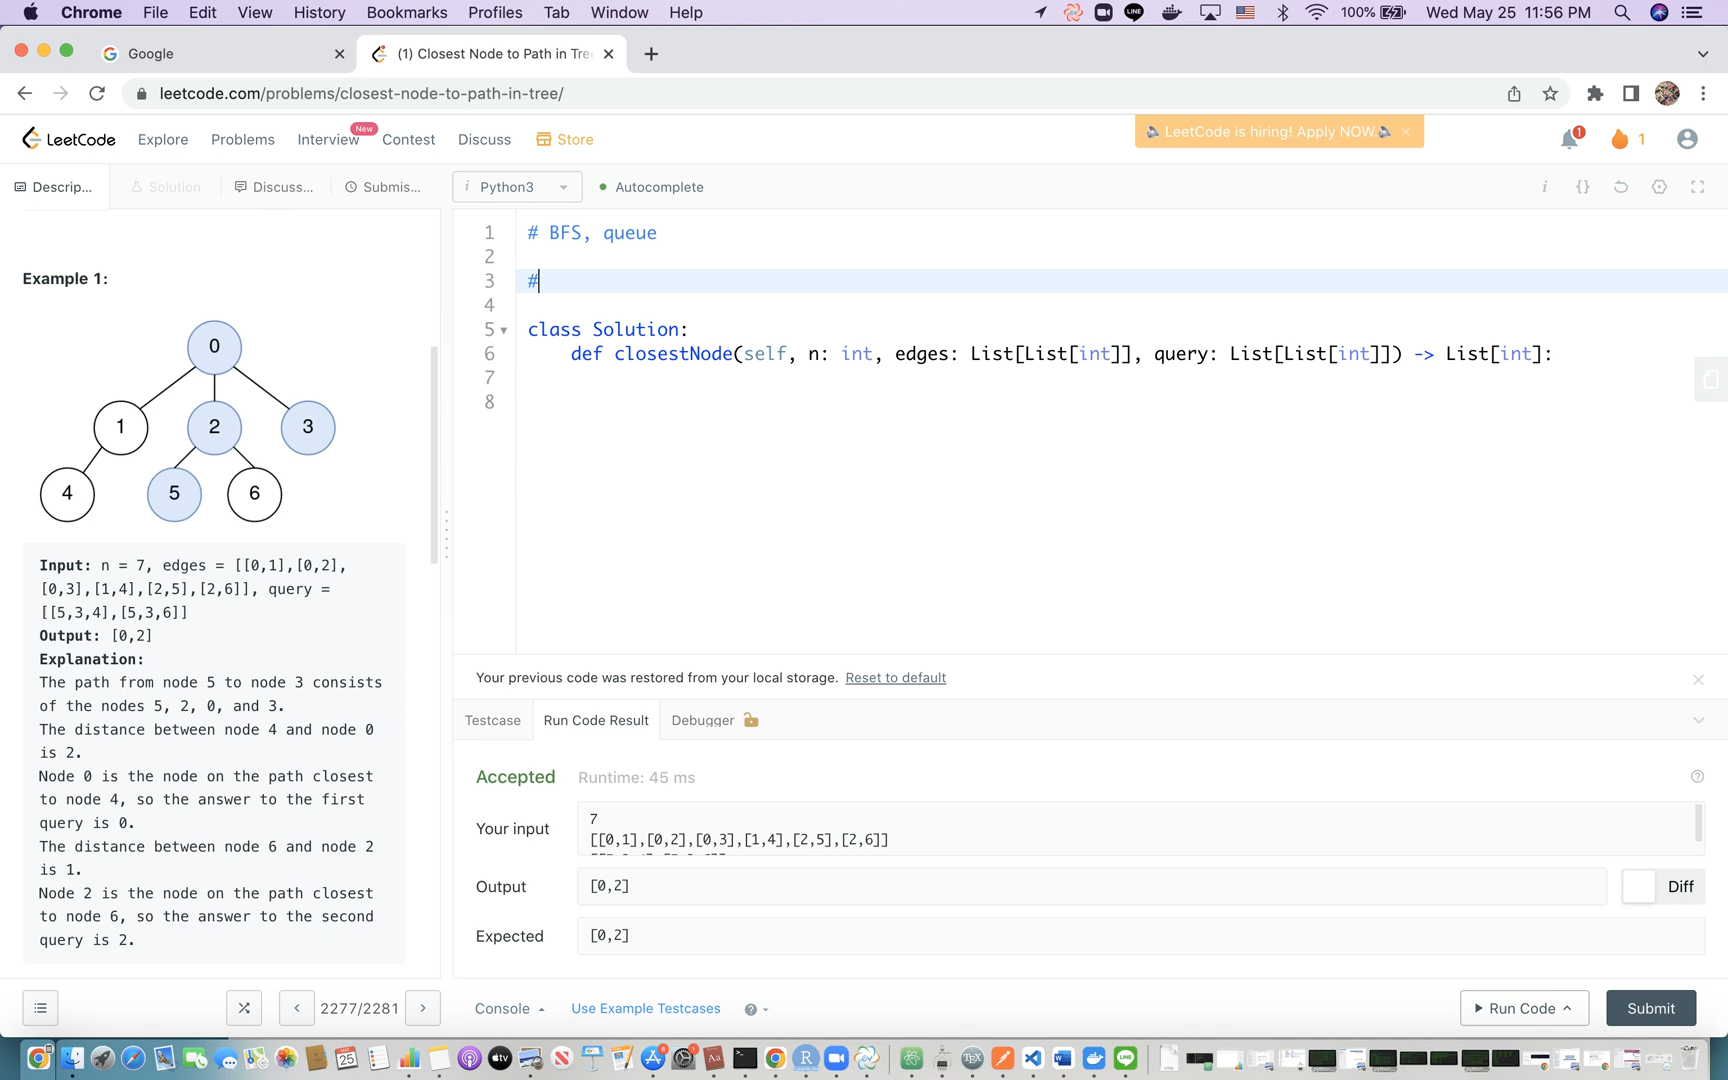 Chrome File Edit View History Bookmarks Profiles Tab Window Help 100% Wed May 25 11:56 PM
Google
(1) Closest Node to Path in Tree
leetcode.com/problems/closest-node-to-path-in-tree/
LeetCode Explore Problems Interview New Contest Discuss Store
LeetCode is hiring! Apply NOW.
1
1
Descrip... Solution Discuss... Submis...
i Python3 Autocomplete
Example 1:
0
1 2 3
4 5 6
Input: n = 7, edges = [[0,1],[0,2],
[0,3],[1,4],[2,5],[2,6]], query =
[[5,3,4],[5,3,6]]
Output: [0,2]
Explanation:
The path from node 5 to node 3 consists
of the nodes 5, 2, 0, and 3.
The distance between node 4 and node 0
is 2.
Node 0 is the node on the path closest
to node 4, so the answer to the first
query is 0.
The distance between node 6 and node 2
is 1.
Node 2 is the node on the path closest
to node 6, so the answer to the second
query is 2.
1 # BFS, queue
2
3 #
4
5 class Solution:
6 def closestNode(self, n: int, edges: List[List[int]], query: List[List[int]]) -> List[int]:
7
8
Your previous code was restored from your local storage. Reset to default
Testcase Run Code Result Debugger
Accepted Runtime: 45 ms
Your input
7
[[0,1],[0,2],[0,3],[1,4],[2,5],[2,6]]
Output
[0,2]
Diff
Expected
[0,2]
2277/2281
Console Use Example Testcases
Run Code Submit